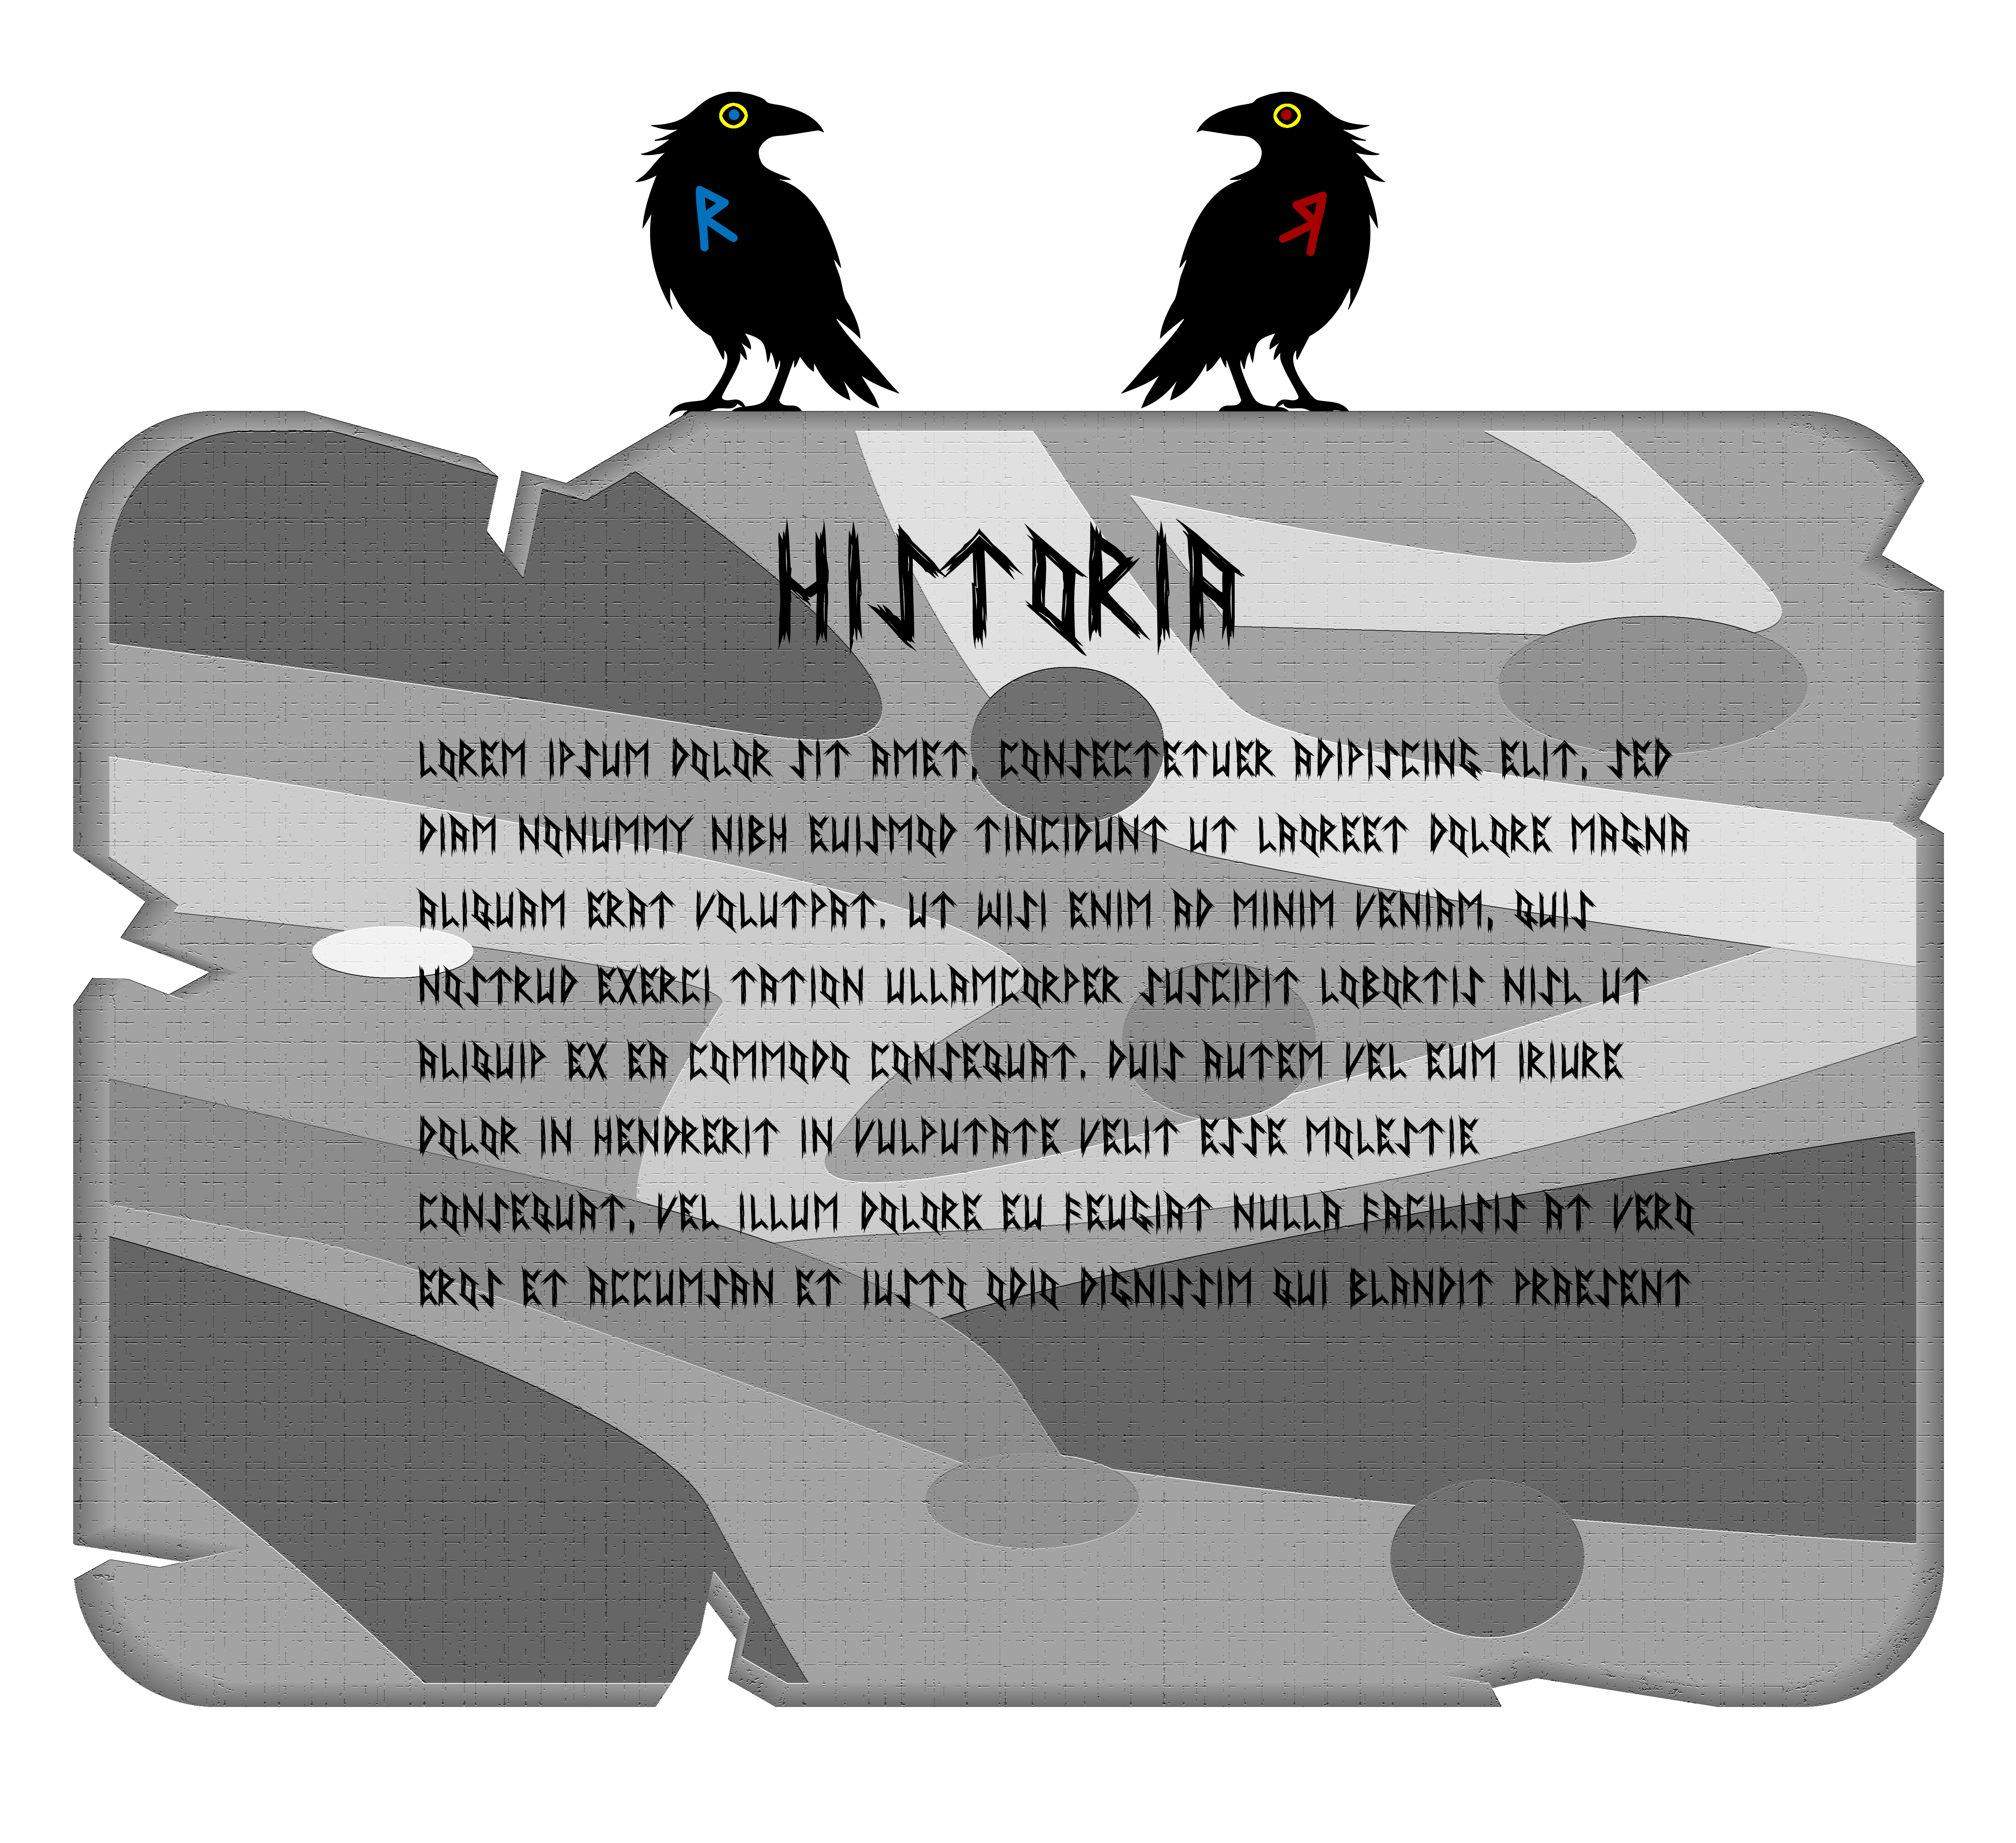 R R
HISTORIA
LOREM IPSUM DOLOR SIT AMET, CONSECTETUER ADIPISCING ELIT, SED
DIAM NONUMMY NIBH EUISMOD TINCIDUNT UT LAOREET DOLORE MAGNA
ALIQUAM ERAT VOLUTPAT. UT WISI ENIM AD MINIM VENIAM, QUIS
NOSTRUD EXERCI TATION ULLAMCORPER SUSCIPIT LOBORTIS NISL UT
ALIQUIP EX EA COMMODO CONSEQUAT. DUIS AUTEM VEL EUM IRIURE
DOLOR IN HENDRERIT IN VULPUTATE VELIT ESSE MOLESTIE
CONSEQUAT, VEL ILLUM DOLORE EU FEUGIAT NULLA FACILISIS AT VERO
EROS ET ACCUMSAN ET IUSTO ODIO DIGNISSIM QUI BLANDIT PRAESENT